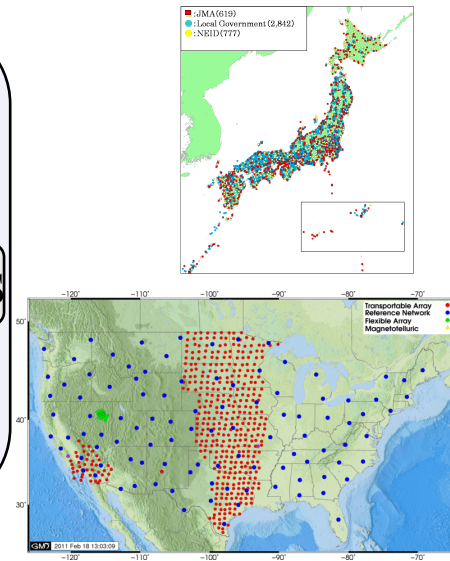 :JMA(619)
:Local Government(2,842)
:NEID(777)
−120° −110° −100° −90° −80° −70°
Transportable Array
Reference Network
Flexible Array
Magnetotelluric
50°
40°
30°
GMT 2011 Feb 18 13:03:09
−120° −110° −100° −90° −80° −70°